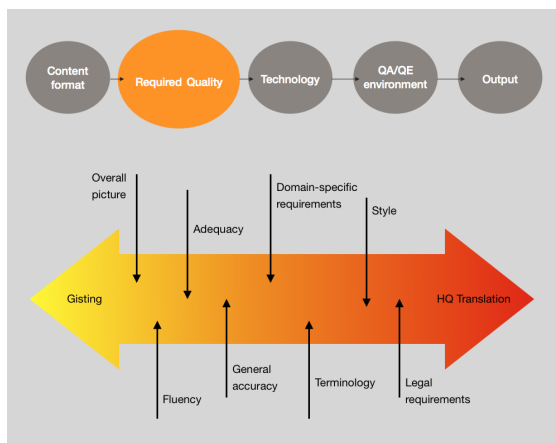 Content
format
Required Quality
Technology
QA/QE
environment
Output
Overall
picture
Adequacy
Domain-specific
requirements
Style
Gisting
HQ Translation
Fluency
General
accuracy
Terminology
Legal
requirements